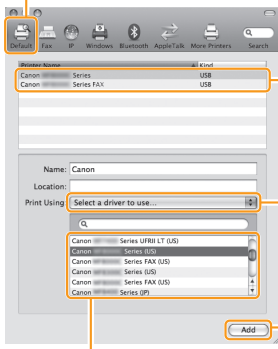 Default Fax IP Windows Bluetooth AppleTalk More Printers Search
Printer Name Kind
Canon Series USB
Canon Series FAX USB
Name: Canon
Location:
Print Using Select a driver to use...
Canon Series UFRII LT (US)
Canon Series (US)
Canon Series FAX (US)
Canon Series (US)
Canon Series FAX (US)
Canon Series (JP)
Add